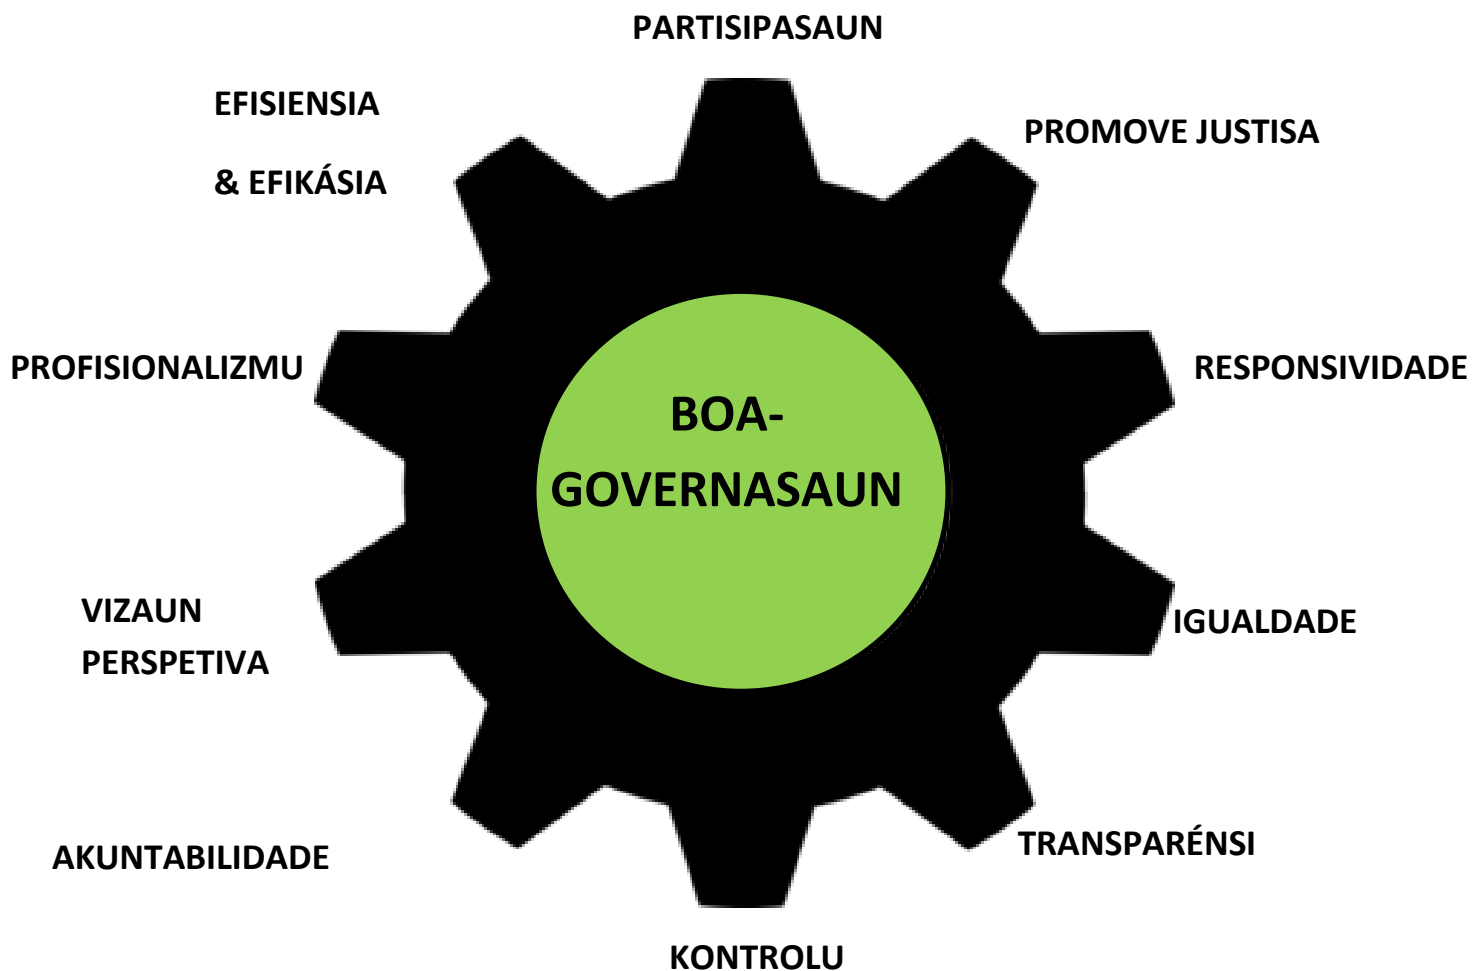 PARTISIPASAUN
EFISIENSIA
& EFIKÁSIA
PROMOVE JUSTISA
PROFISIONALIZMU
RESPONSIVIDADE
BOA-
GOVERNASAUN
VIZAUN
PERSPETIVA
IGUALDADE
AKUNTABILIDADE
TRANSPARÉNSI
KONTROLU